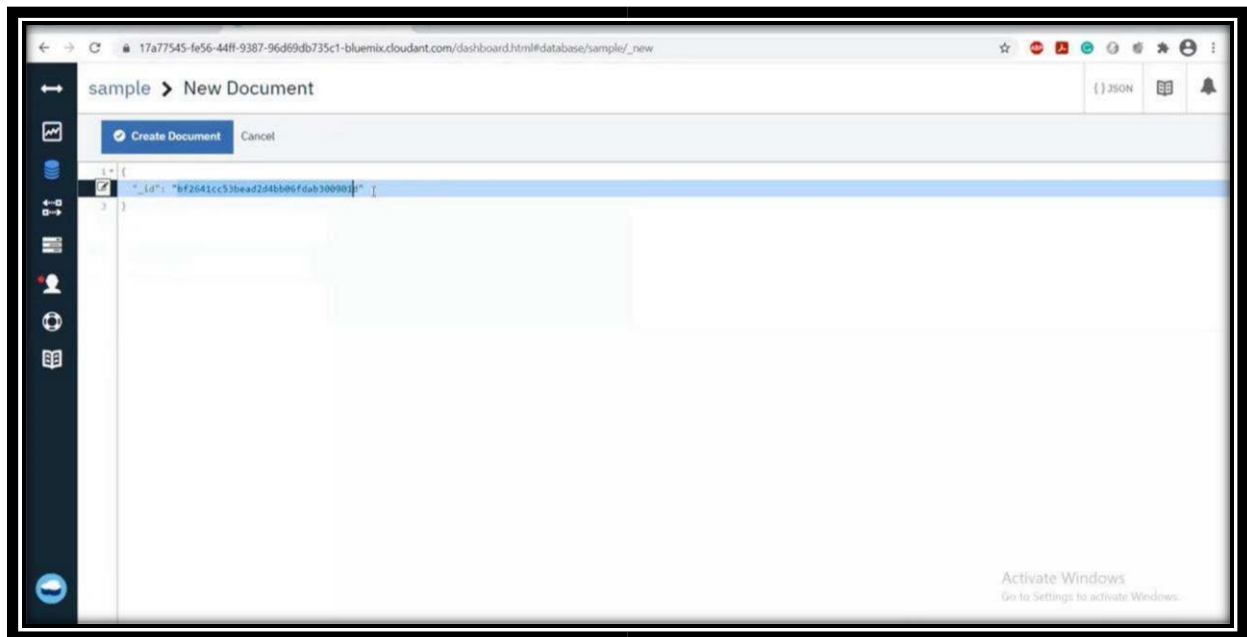 17a77545-fe56-44ff-9387-96d69db735c1-bluemix.cloudant.com/dashboard.html#database/sample/_new
sample > New Document
{ } JSON
Create Document Cancel
1 {
"_id": "bf2641cc53bead2d4bb06fdab300901d"
3 }
Activate Windows
Go to Settings to activate Windows.